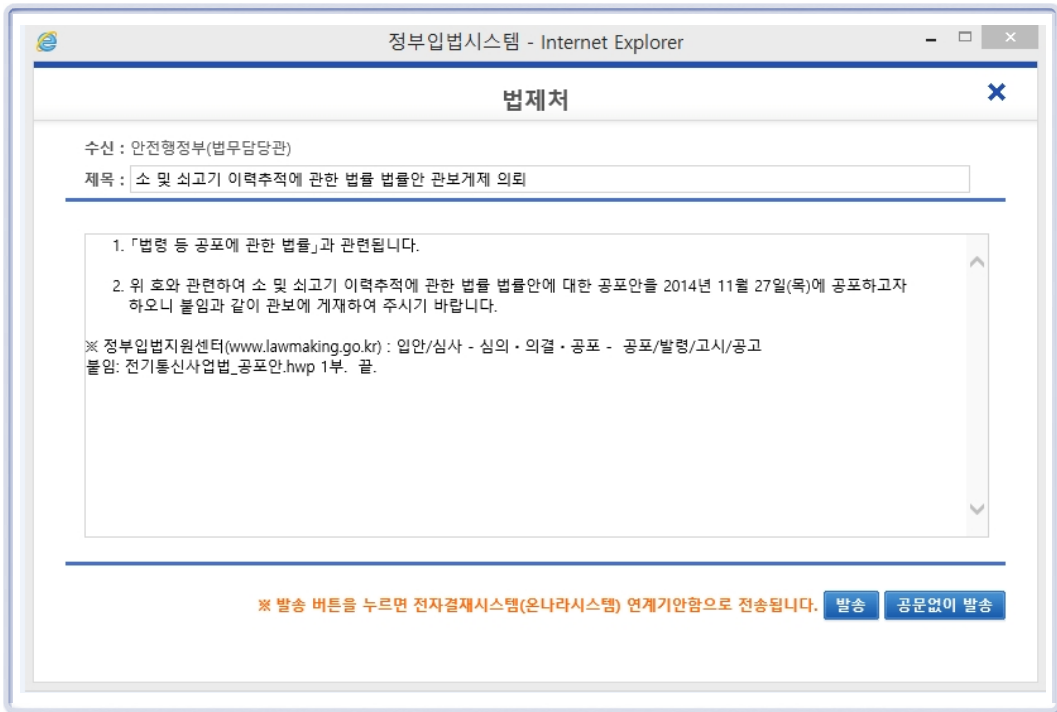 정부입법시스템 - Internet Explorer
법제처
수신 : 안전행정부(법무담당관)
제목 : 소 및 쇠고기 이력추적에 관한 법률 법률안 관보게제 의뢰
1. 「법령 등 공포에 관한 법률」과 관련됩니다.
2. 위 호와 관련하여 소 및 쇠고기 이력추적에 관한 법률 법률안에 대한 공포안을 2014년 11월 27일(목)에 공포하고자
하오니 붙임과 같이 관보에 게재하여 주시기 바랍니다.
※ 정부입법지원센터(www.lawmaking.go.kr) : 입안/심사 - 심의・의결・공포 - 공포/발령/고시/공고
붙임: 전기통신사업법_공포안.hwp 1부. 끝.
※ 발송 버튼을 누르면 전자결재시스템(온나라시스템) 연계기안함으로 전송됩니다. 발송 공문없이 발송